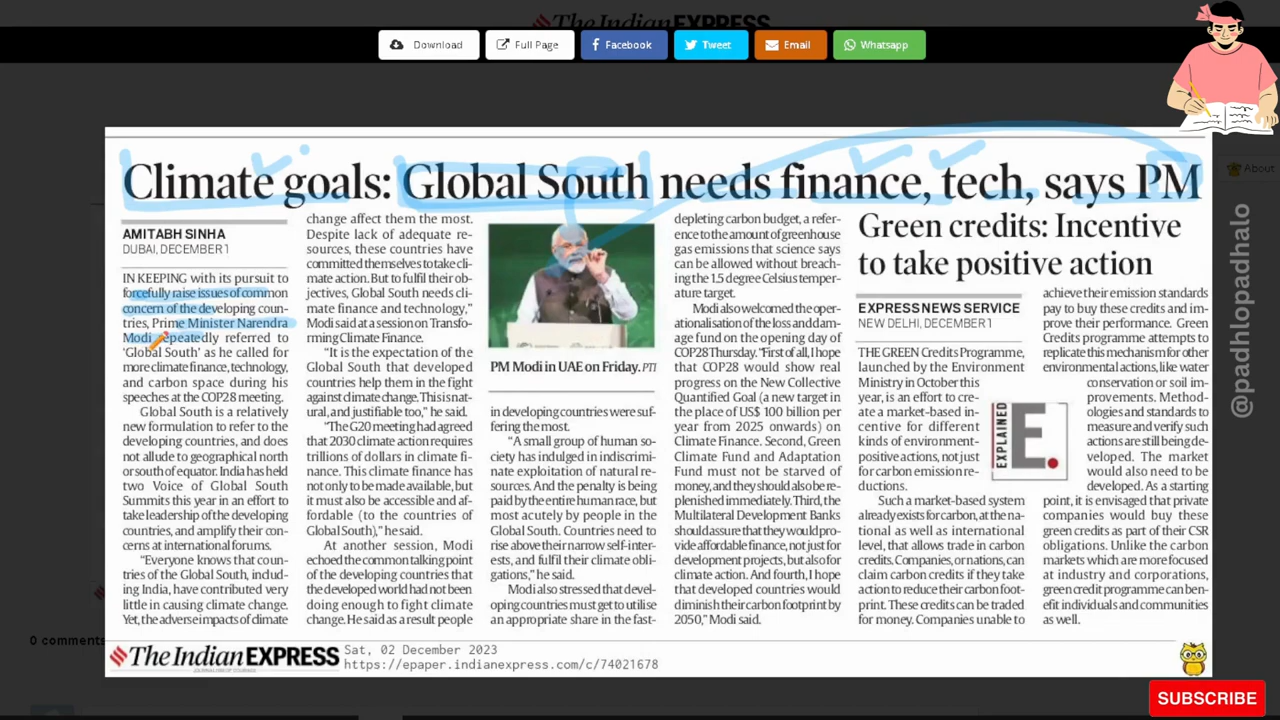 The Indian EXPRESS
Download
Full Page
Facebook
Tweet
Email
Whatsapp
About
Climate goals: Global South needs finance, tech, says PM
AMITABH SINHA
DUBAI, DECEMBER 1
IN KEEPING with its pursuit to
forcefully raise issues of common
concern of the developing coun-
tries, Prime Minister Narendra
Modi repeatedly referred to
'Global South' as he called for
more climate finance, technology,
and carbon space during his
speeches at the COP28 meeting.
Global South is a relatively
new formulation to refer to the
developing countries, and does
not allude to geographical north
or south of equator. India has held
two Voice of Global South
Summits this year in an effort to
take leadership of the developing
countries, and amplify their con-
cerns at international forums.
"Everyone knows that coun-
tries of the Global South, includ-
ing India, have contributed very
little in causing climate change.
Yet, the adverse impacts of climate
change affect them the most.
Despite lack of adequate re-
sources, these countries have
committed themselves to take cli-
mate action. But to fulfil their ob-
jectives, Global South needs cli-
mate finance and technology,"
Modi said at a session on Transfo-
rming Climate Finance.
"It is the expectation of the
Global South that developed
countries help them in the fight
against climate change. This is nat-
ural, and justifiable too," he said.
"The G20 meeting had agreed
that 2030 climate action requires
trillions of dollars in climate fi-
nance. This climate finance has
not only to be made available, but
it must also be accessible and af-
fordable (to the countries of
Global South)," he said.
At another session, Modi
echoed the common talking point
of the developing countries that
the developed world had not been
doing enough to fight climate
change. He said as a result people
PM Modi in UAE on Friday. PTI
in developing countries were suf-
fering the most.
"A small group of human so-
ciety has indulged in indiscrimi-
nate exploitation of natural re-
sources. And the penalty is being
paid by the entire human race, but
most acutely by people in the
Global South. Countries need to
rise above their narrow self-inter-
ests, and fulfil their climate obli-
gations," he said.
Modi also stressed that devel-
oping countries must get to utilise
an appropriate share in the fast-
depleting carbon budget, a refer-
ence to the amount of greenhouse
gas emissions that science says
can be allowed without breach-
ing the 1.5 degree Celsius temper-
ature target.
Modi also welcomed the oper-
ationalisation of the loss and dam-
age fund on the opening day of
COP28 Thursday. "First of all, I hope
that COP28 would show real
progress on the New Collective
Quantified Goal (a new target in
the place of US$ 100 billion per
year from 2025 onwards) on
Climate Finance. Second, Green
Climate Fund and Adaptation
Fund must not be starved of
money, and they should also be re-
plenished immediately. Third, the
Multilateral Development Banks
should assure that they would pro-
vide affordable finance, not just for
development projects, but also for
climate action. And fourth, I hope
that developed countries would
diminish their carbon footprint by
2050," Modi said.
Green credits: Incentive
to take positive action
EXPRESS NEWS SERVICE
NEW DELHI, DECEMBER 1
THE GREEN Credits Programme,
launched by the Environment
Ministry in October this
year, is an effort to cre-
ate a market-based in-
centive for different
kinds of environment-
positive actions, not just
for carbon emission re-
ductions.
Such a market-based system
already exists for carbon, at the na-
tional as well as international
level, that allows trade in carbon
credits. Companies, or nations, can
claim carbon credits if they take
action to reduce their carbon foot-
print. These credits can be traded
for money. Companies unable to
EXPLAINED
E.
achieve their emission standards
pay to buy these credits and im-
prove their performance. Green
Credits programme attempts to
replicate this mechanism for other
environmental actions, like water
conservation or soil im-
provements. Method-
ologies and standards to
measure and verify such
actions are still being de-
veloped. The market
would also need to be
developed. As a starting
point, it is envisaged that private
companies would buy these
green credits as part of their CSR
obligations. Unlike the carbon
markets which are more focused
at industry and corporations,
green credit programme can ben-
efit individuals and communities
as well.
@padhlopadhalo
0 comments
The Indian EXPRESS
JOURNALISM OF COURAGE
Sat, 02 December 2023
https://epaper.indianexpress.com/c/74021678
SUBSCRIBE